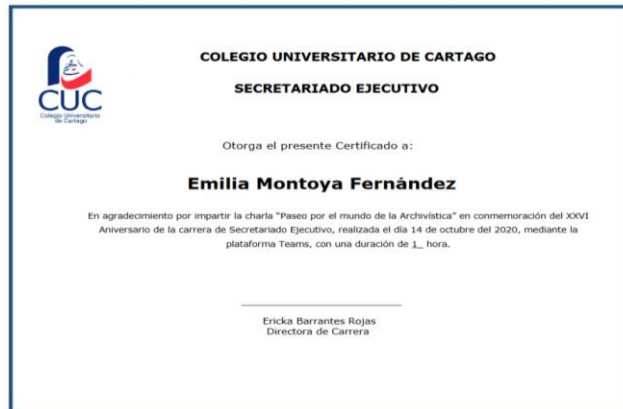 COLEGIO UNIVERSITARIO DE CARTAGO
SECRETARIADO EJECUTIVO
CUC
Colegio Universitario
de Cartago
Otorga el presente Certificado a:
Emilia Montoya Fernández
En agradecimiento por impartir la charla "Paseo por el mundo de la Archivística" en conmemoración del XXVI
Aniversario de la carrera de Secretariado Ejecutivo, realizada el día 14 de octubre del 2020, mediante la
plataforma Teams, con una duración de 1_ hora.
Ericka Barrantes Rojas
Directora de Carrera